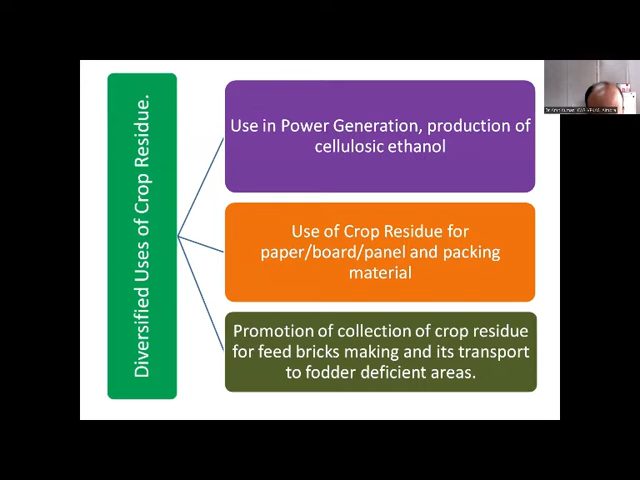 Diversified Uses of Crop Residue.
Use in Power Generation, production of
cellulosic ethanol
Use of Crop Residue for
paper/board/panel and packing
material
Promotion of collection of crop residue
for feed bricks making and its transport
to fodder deficient areas.